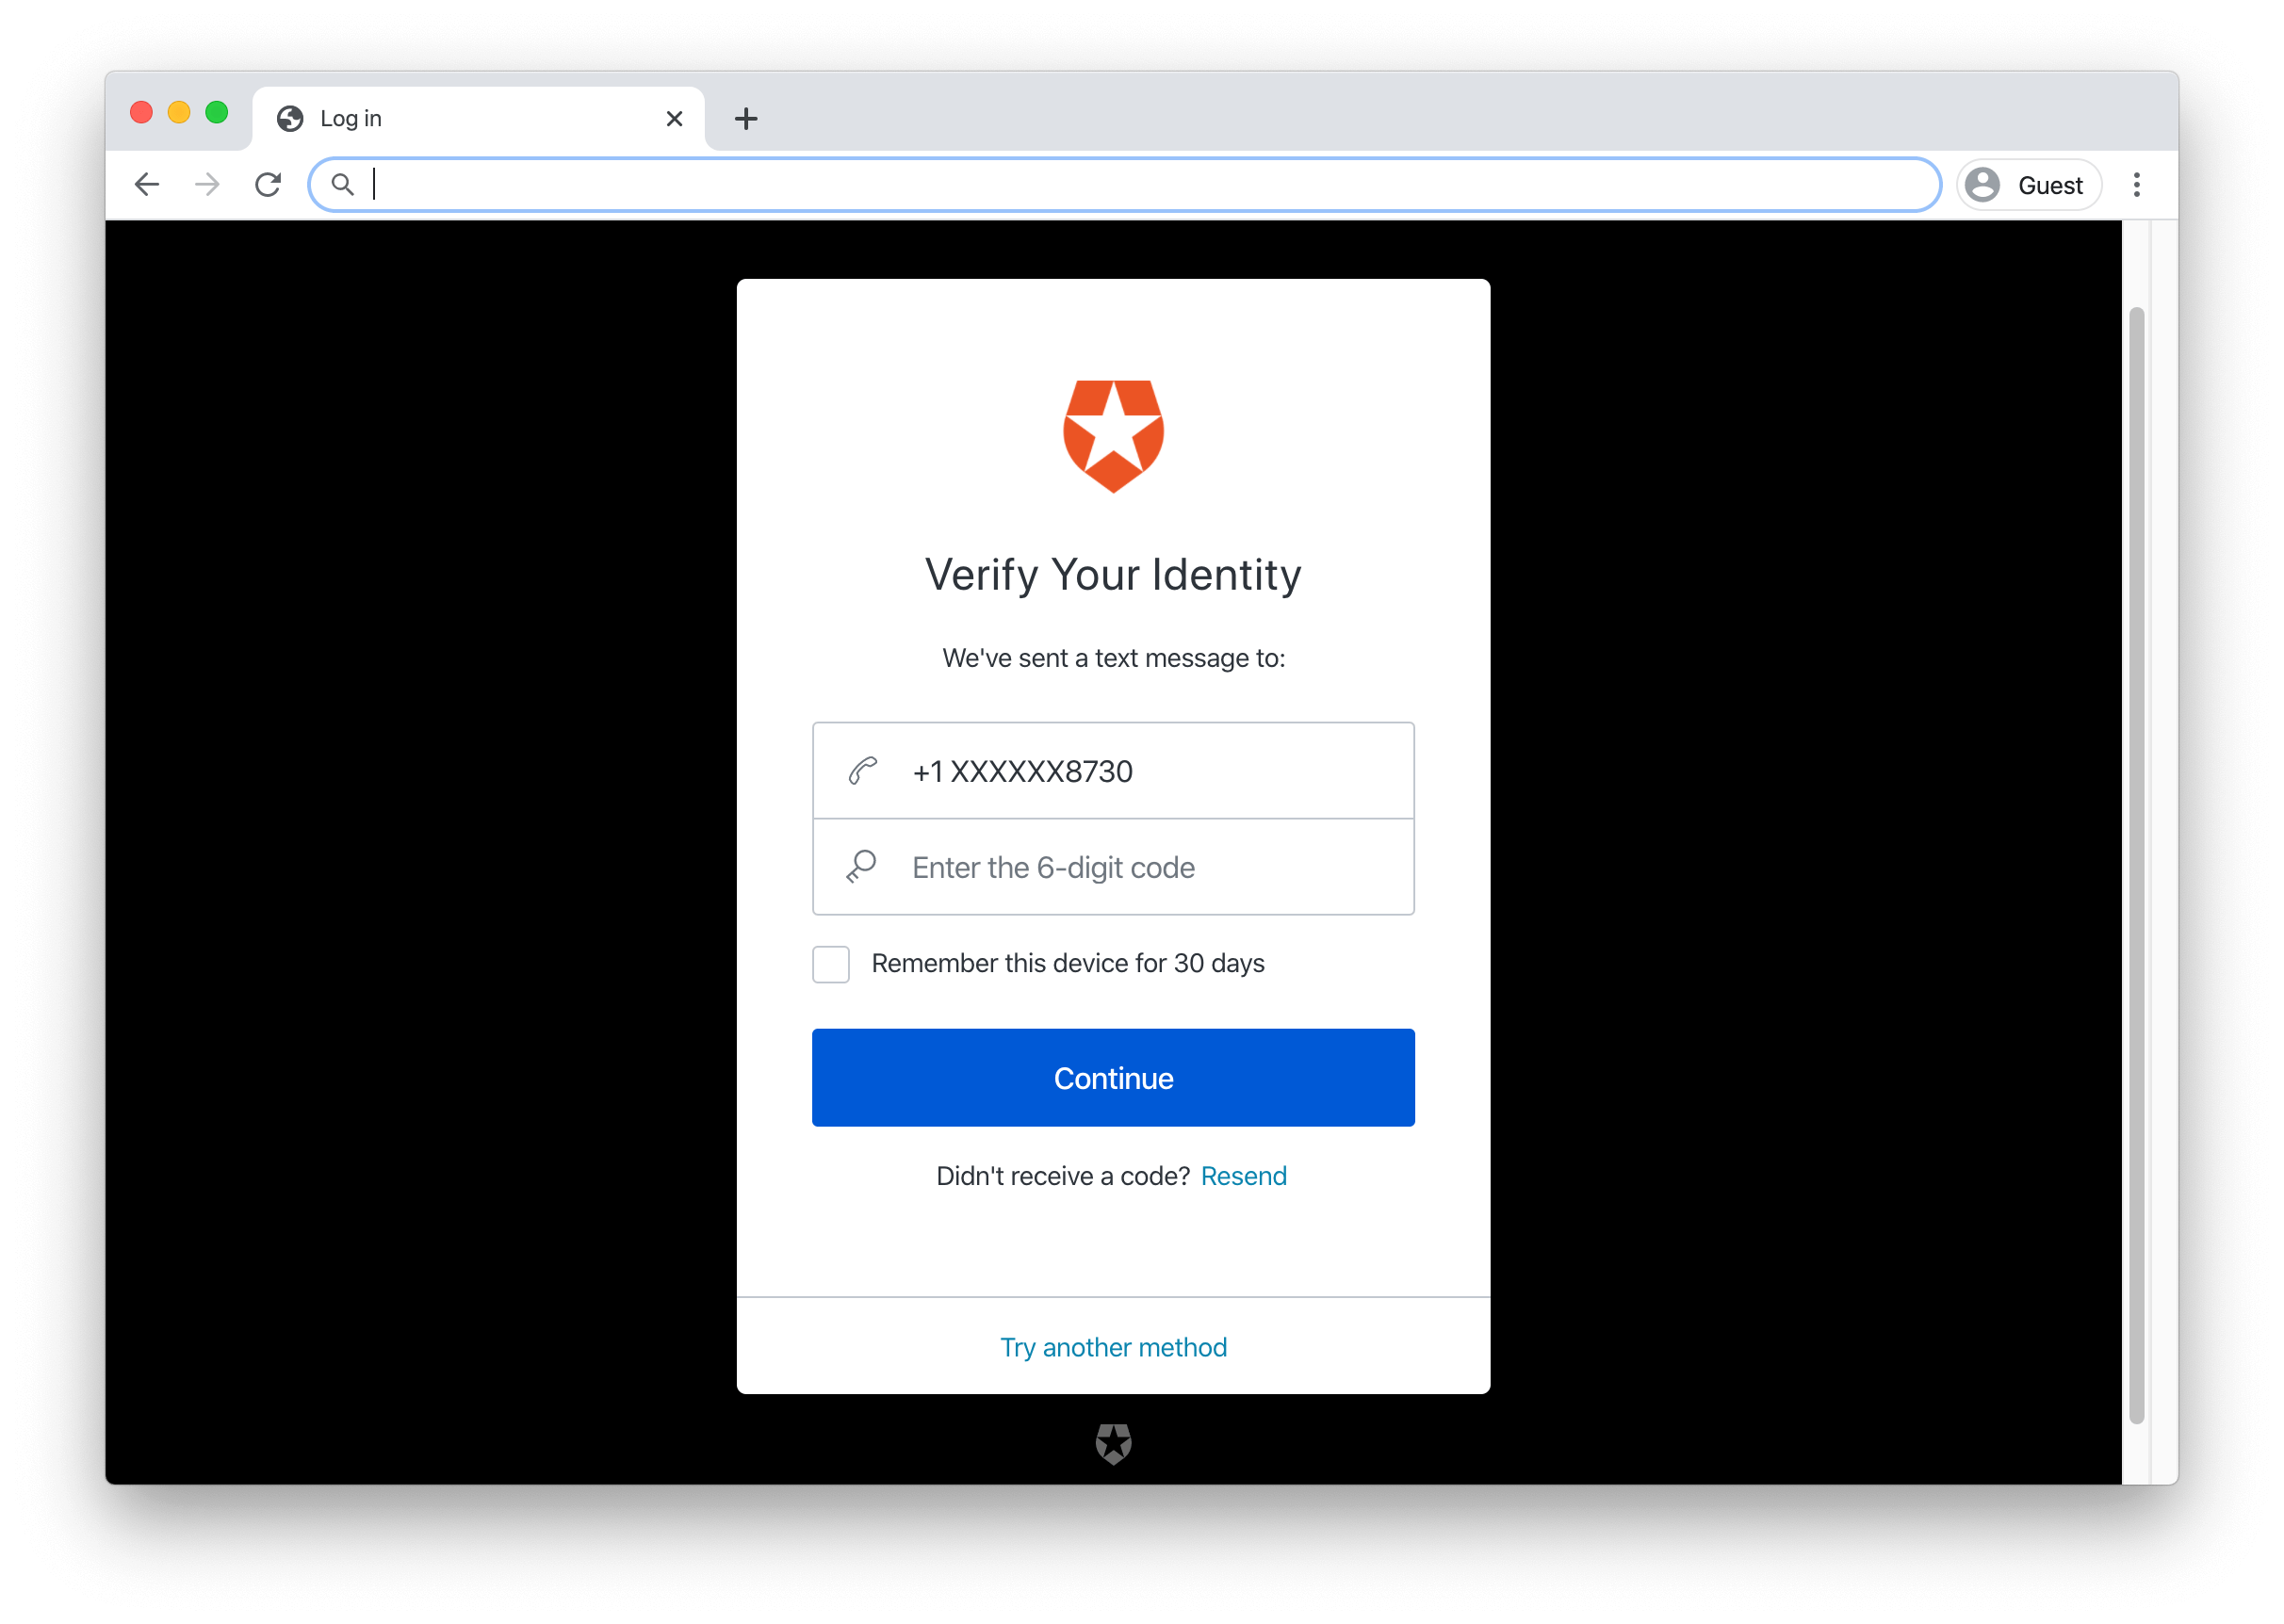 Log in
Guest
Verify Your Identity
We've sent a text message to:
+1 XXXXXX8730
Enter the 6-digit code
Remember this device for 30 days
Continue
Didn't receive a code? Resend
Try another method